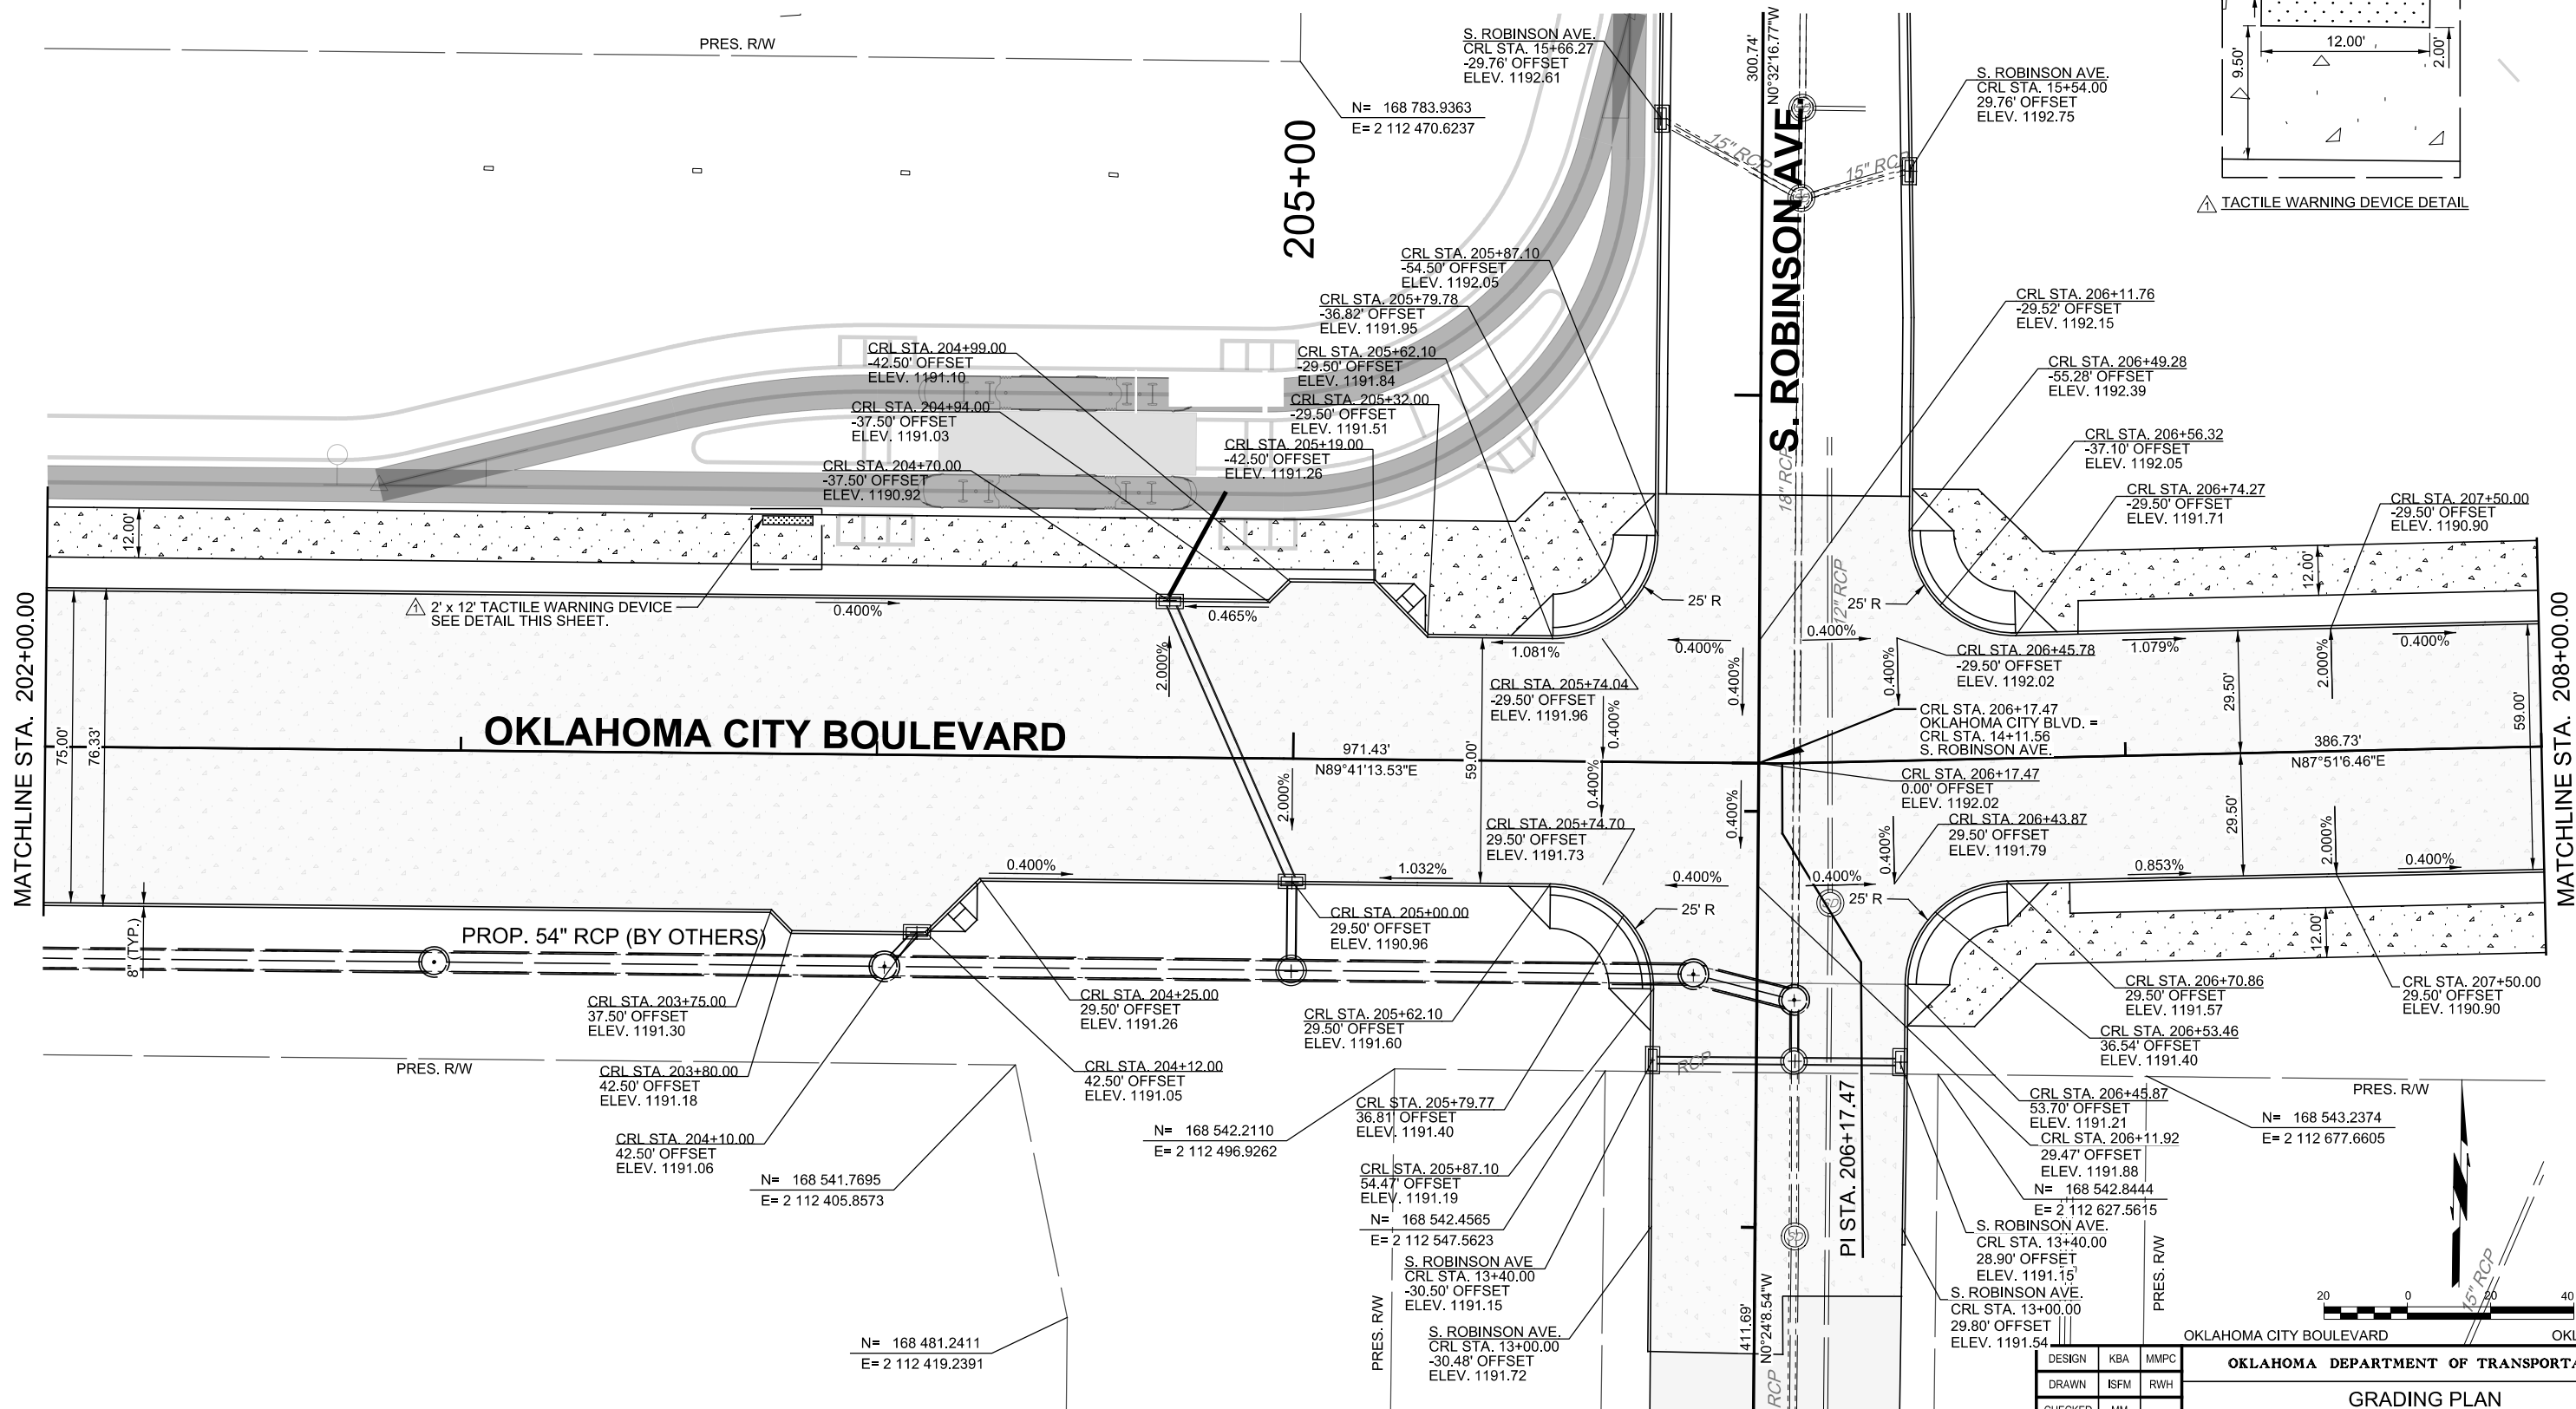 PRES. R/W
S. ROBINSON AVE.
CRL STA. 15+66.27
-29.76' OFFSET
ELEV. 1192.61
N= 168 783.9363
E= 2 112 470.6237
300.74'
N0°32'16.77"W
S. ROBINSON AVE.
CRL STA. 15+54.00
29.76' OFFSET
ELEV. 1192.75
12.00'
2.00'
9.50'
1 TACTILE WARNING DEVICE DETAIL
15" RCP
15" RCP
205+00
S. ROBINSON AVE.
CRL STA. 205+87.10
-54.50' OFFSET
ELEV. 1192.05
CRL STA. 205+79.78
-36.82' OFFSET
ELEV. 1191.95
CRL STA. 205+62.10
-29.50' OFFSET
ELEV. 1191.84
CRL STA. 205+32.00
-29.50' OFFSET
ELEV. 1191.51
CRL STA. 205+19.00
-42.50' OFFSET
ELEV. 1191.26
CRL STA. 204+99.00
-42.50' OFFSET
ELEV. 1191.10
CRL STA. 204+94.00
-37.50' OFFSET
ELEV. 1191.03
CRL STA. 204+70.00
-37.50' OFFSET
ELEV. 1190.92
CRL STA. 206+11.76
-29.52' OFFSET
ELEV. 1192.15
CRL STA. 206+49.28
-55.28' OFFSET
ELEV. 1192.39
CRL STA. 206+56.32
-37.10' OFFSET
ELEV. 1192.05
CRL STA. 206+74.27
-29.50' OFFSET
ELEV. 1191.71
CRL STA. 207+50.00
-29.50' OFFSET
ELEV. 1190.90
18" RCP
12" RCP
12.00'
12.00'
1 2' x 12' TACTILE WARNING DEVICE
SEE DETAIL THIS SHEET.
0.400%
0.465%
2.000%
25' R
25' R
1.081%
0.400%
0.400%
1.079%
0.400%
CRL STA. 206+45.78
-29.50' OFFSET
ELEV. 1192.02
0.400%
0.400%
2.000%
29.50'
59.00'
CRL STA. 205+74.04
-29.50' OFFSET
ELEV. 1191.96
0.400%
MATCHLINE STA. 202+00.00
75.00'
76.33'
OKLAHOMA CITY BOULEVARD
971.43'
N89°41'13.53"E
59.00'
CRL STA. 206+17.47
OKLAHOMA CITY BLVD. =
CRL STA. 14+11.56
S. ROBINSON AVE.
386.73'
N87°51'6.46"E
MATCHLINE STA. 208+00.00
CRL STA. 206+17.47
0.00' OFFSET
ELEV. 1192.02
2.000%
0.400%
0.400%
29.50'
2.000%
CRL STA. 205+74.70
29.50' OFFSET
ELEV. 1191.73
CRL STA. 206+43.87
29.50' OFFSET
ELEV. 1191.79
0.400%
0.400%
1.032%
0.400%
0.400%
0.853%
0.400%
25' R
25' R
SD
8" (TYP.)
PROP. 54" RCP (BY OTHERS)
CRL STA. 205+00.00
29.50' OFFSET
ELEV. 1190.96
12.00'
CRL STA. 203+75.00
37.50' OFFSET
ELEV. 1191.30
CRL STA. 204+25.00
29.50' OFFSET
ELEV. 1191.26
CRL STA. 205+62.10
29.50' OFFSET
ELEV. 1191.60
CRL STA. 206+70.86
29.50' OFFSET
ELEV. 1191.57
CRL STA. 207+50.00
29.50' OFFSET
ELEV. 1190.90
CRL STA. 206+53.46
36.54' OFFSET
ELEV. 1191.40
PRES. R/W
CRL STA. 203+80.00
42.50' OFFSET
ELEV. 1191.18
CRL STA. 204+12.00
42.50' OFFSET
ELEV. 1191.05
RCP
CRL STA. 205+79.77
36.81' OFFSET
ELEV. 1191.40
CRL STA. 206+45.87
53.70' OFFSET
ELEV. 1191.21
PRES. R/W
N= 168 543.2374
E= 2 112 677.6605
CRL STA. 204+10.00
42.50' OFFSET
ELEV. 1191.06
N= 168 542.2110
E= 2 112 496.9262
CRL STA. 206+11.92
29.47' OFFSET
ELEV. 1191.88
PI STA. 206+17.47
N= 168 541.7695
E= 2 112 405.8573
CRL STA. 205+87.10
54.47' OFFSET
ELEV. 1191.19
N= 168 542.8444
E= 2 112 627.5615
N= 168 542.4565
E= 2 112 547.5623
SD
S. ROBINSON AVE.
CRL STA. 13+40.00
28.90' OFFSET
ELEV. 1191.15
S. ROBINSON AVE
CRL STA. 13+40.00
-30.50' OFFSET
ELEV. 1191.15
PRES. R/W
PRES. R/W
S. ROBINSON AVE.
CRL STA. 13+00.00
29.80' OFFSET
ELEV. 1191.54
15" RCP
20 0 20 40
S. ROBINSON AVE.
CRL STA. 13+00.00
-30.48' OFFSET
ELEV. 1191.72
411.69'
N0°24'8.54"W
RCP
N= 168 481.2411
E= 2 112 419.2391
OKLAHOMA CITY BOULEVARD
DESIGN KBA MMPC
OKLAHOMA DEPARTMENT OF TRANSPORTA
DRAWN ISFM RWH
GRADING PLAN